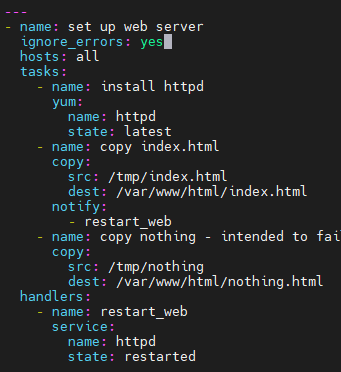 ---
- name: set up web server
  ignore_errors: yes
  hosts: all
  tasks:
    - name: install httpd
      yum:
        name: httpd
        state: latest
    - name: copy index.html
      copy:
        src: /tmp/index.html
        dest: /var/www/html/index.html
      notify:
        - restart_web
    - name: copy nothing - intended to fai
      copy:
        src: /tmp/nothing
        dest: /var/www/html/nothing.html
  handlers:
    - name: restart_web
      service:
        name: httpd
        state: restarted